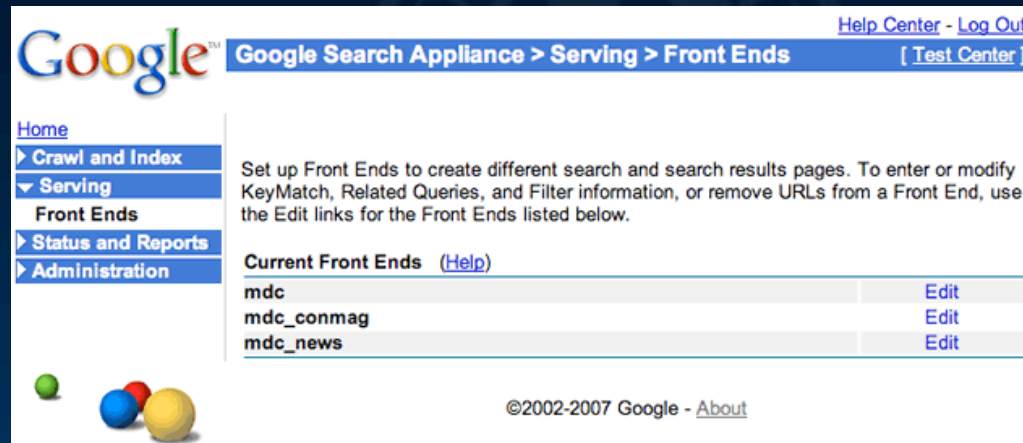 Help Center - Log Out
Google™
Google Search Appliance > Serving > Front Ends
[ Test Center ]
Home
Crawl and Index
Serving
Front Ends
Status and Reports
Administration
Set up Front Ends to create different search and search results pages. To enter or modify
KeyMatch, Related Queries, and Filter information, or remove URLs from a Front End, use
the Edit links for the Front Ends listed below.
Current Front Ends (Help)
mdc Edit
mdc_conmag Edit
mdc_news Edit
©2002-2007 Google - About